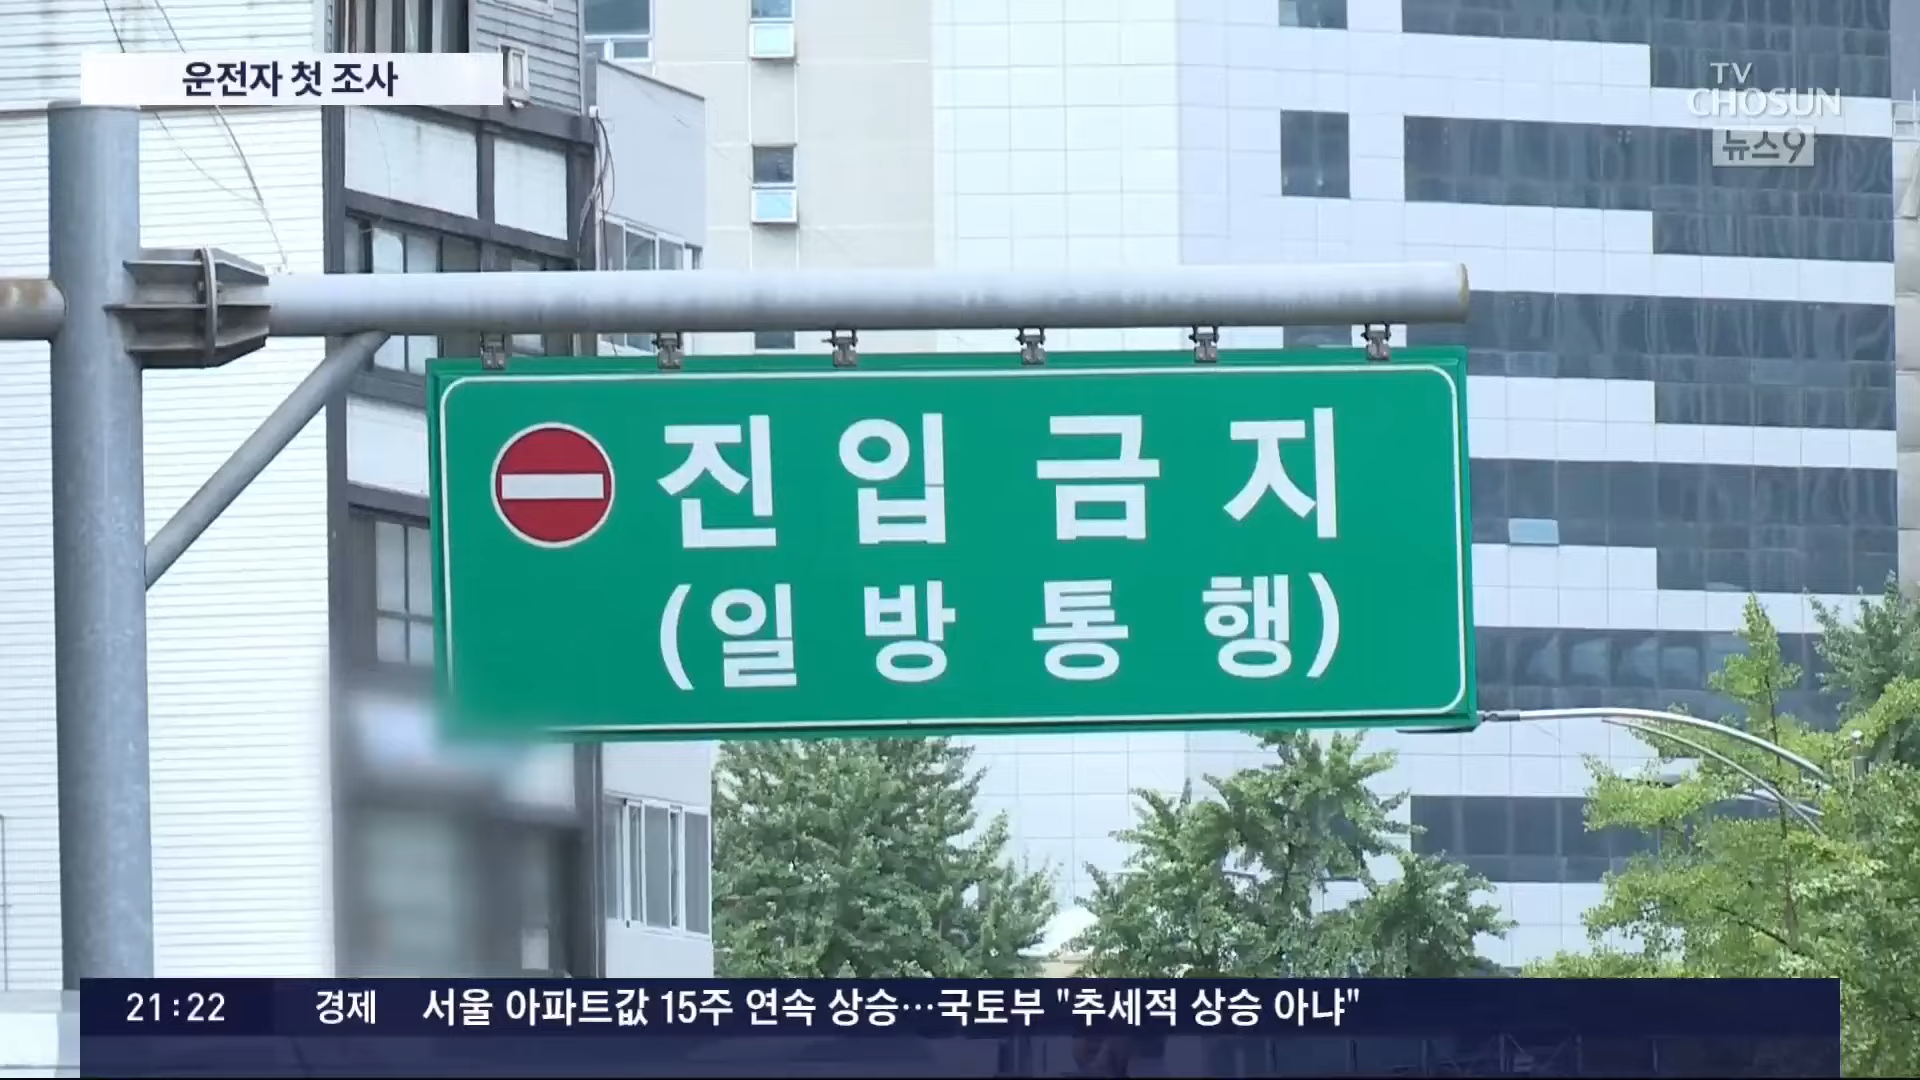 운전자 첫 조사
TV
CHOSUN
뉴스9
진입금지
(일방통행)
21:22 경제 서울 아파트값 15주 연속 상승…국토부 "추세적 상승 아냐"